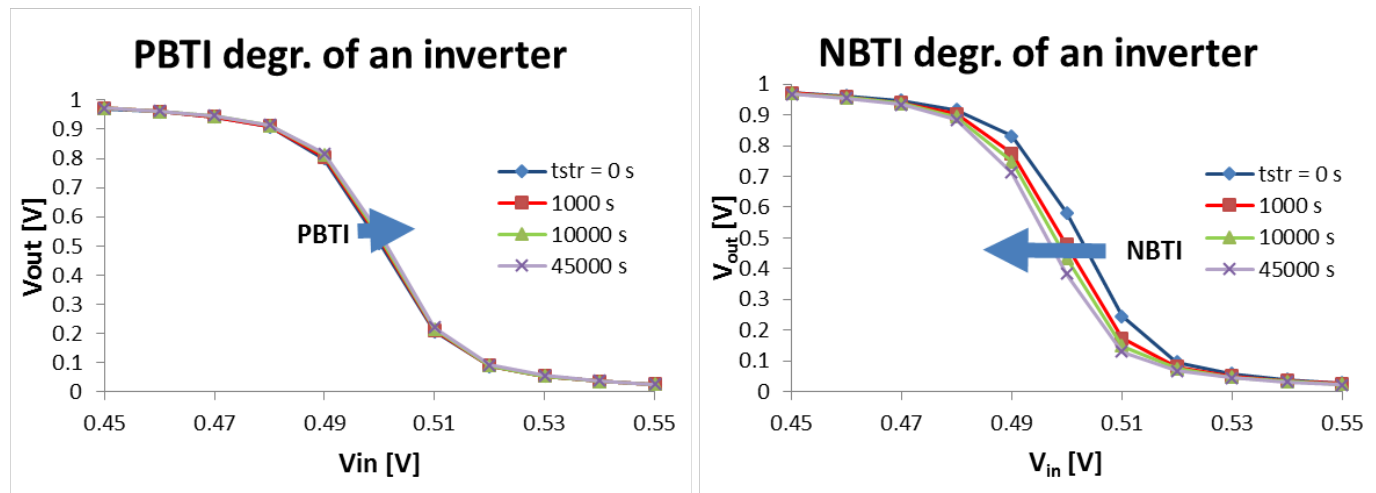 PBTI degr. of an inverter
1
0.9
0.8
0.7
0.6
0.5
0.4
0.3
0.2
0.1
0
Vout [V]
0.45
0.47
0.49
0.51
0.53
0.55
Vin [V]
PBTI
tstr = 0 s
1000 s
10000 s
45000 s
NBTI degr. of an inverter
1
0.9
0.8
0.7
0.6
0.5
0.4
0.3
0.2
0.1
0
Vout [V]
0.45
0.47
0.49
0.51
0.53
0.55
Vin [V]
NBTI
tstr = 0 s
1000 s
10000 s
45000 s